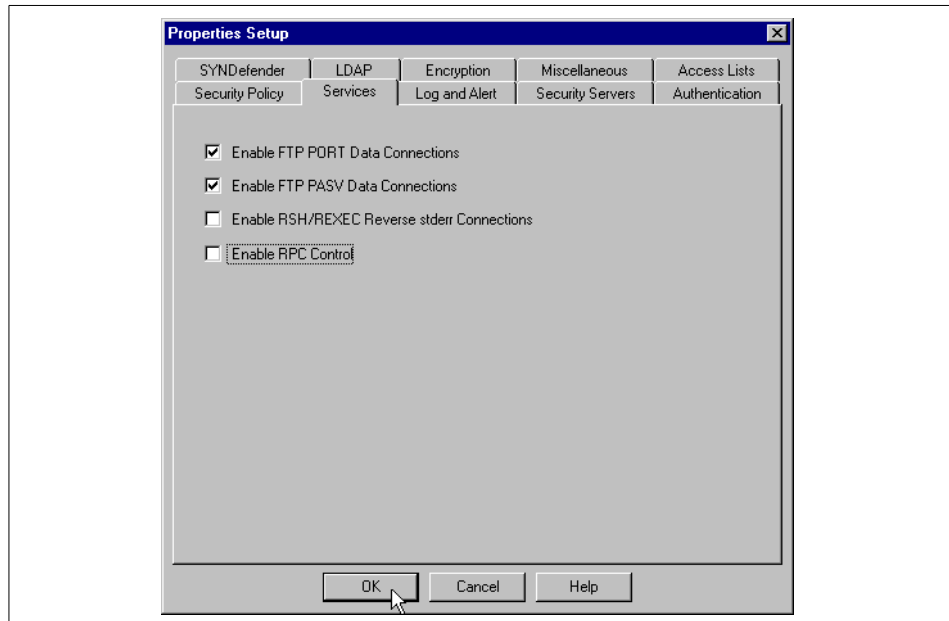 Properties Setup
SYNDefender LDAP Encryption Miscellaneous Access Lists
Security Policy Services Log and Alert Security Servers Authentication
Enable FTP PORT Data Connections
Enable FTP PASV Data Connections
Enable RSH/REXEC Reverse stderr Connections
Enable RPC Control
OK Cancel Help